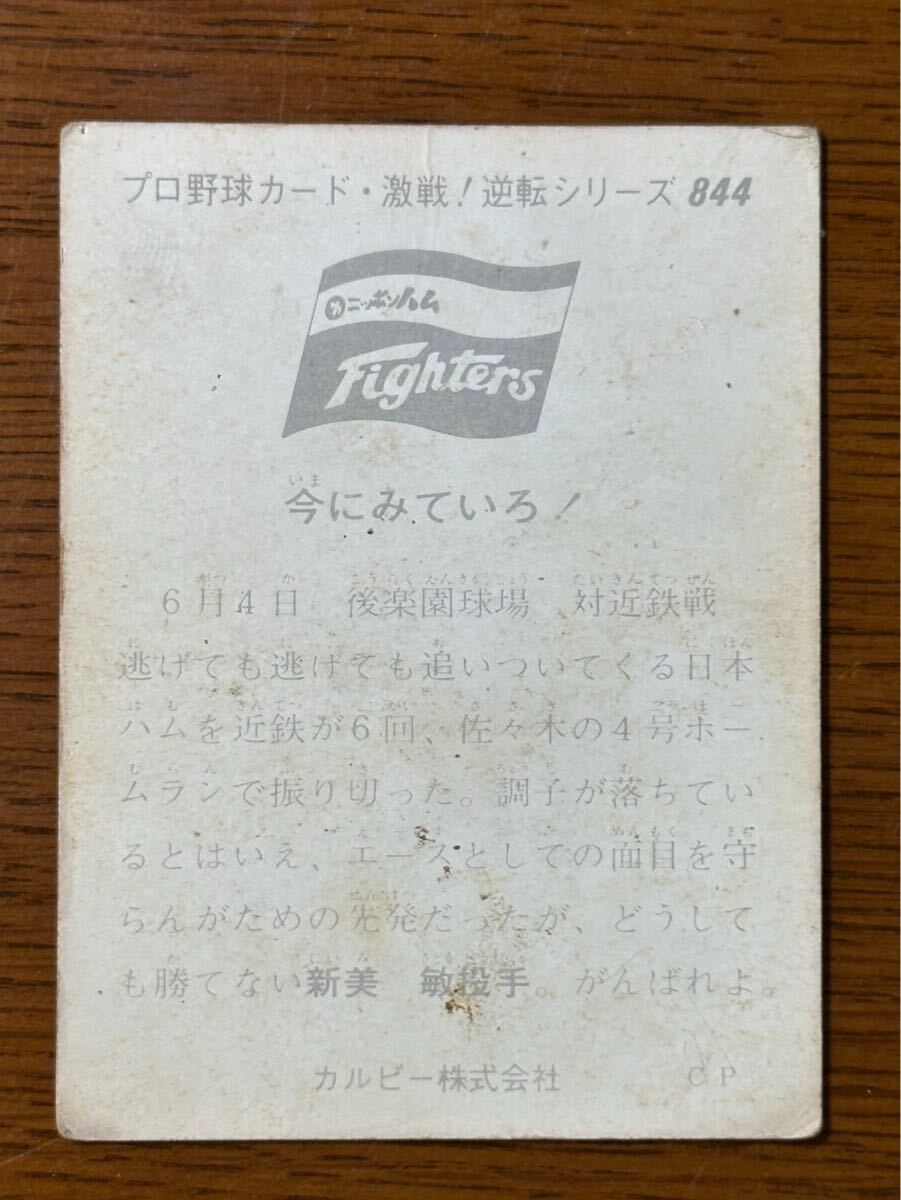 プロ野球カード・激戦!逆転シリーズ 844
ニッポンハム
Fighters
今にみていろ!
6月4日 後楽園球場 対近鉄戦
逃げても逃げても追いついてくる日本
ハムを近鉄が6回、佐々木の4号ホー
ムランで振り切った。調子が落ちてい
るとはいえ、エースとしての面目を守
らんがための先発だったが、どうして
も勝てない新美 敏投手。がんばれよ。
カルビー株式会社 CP